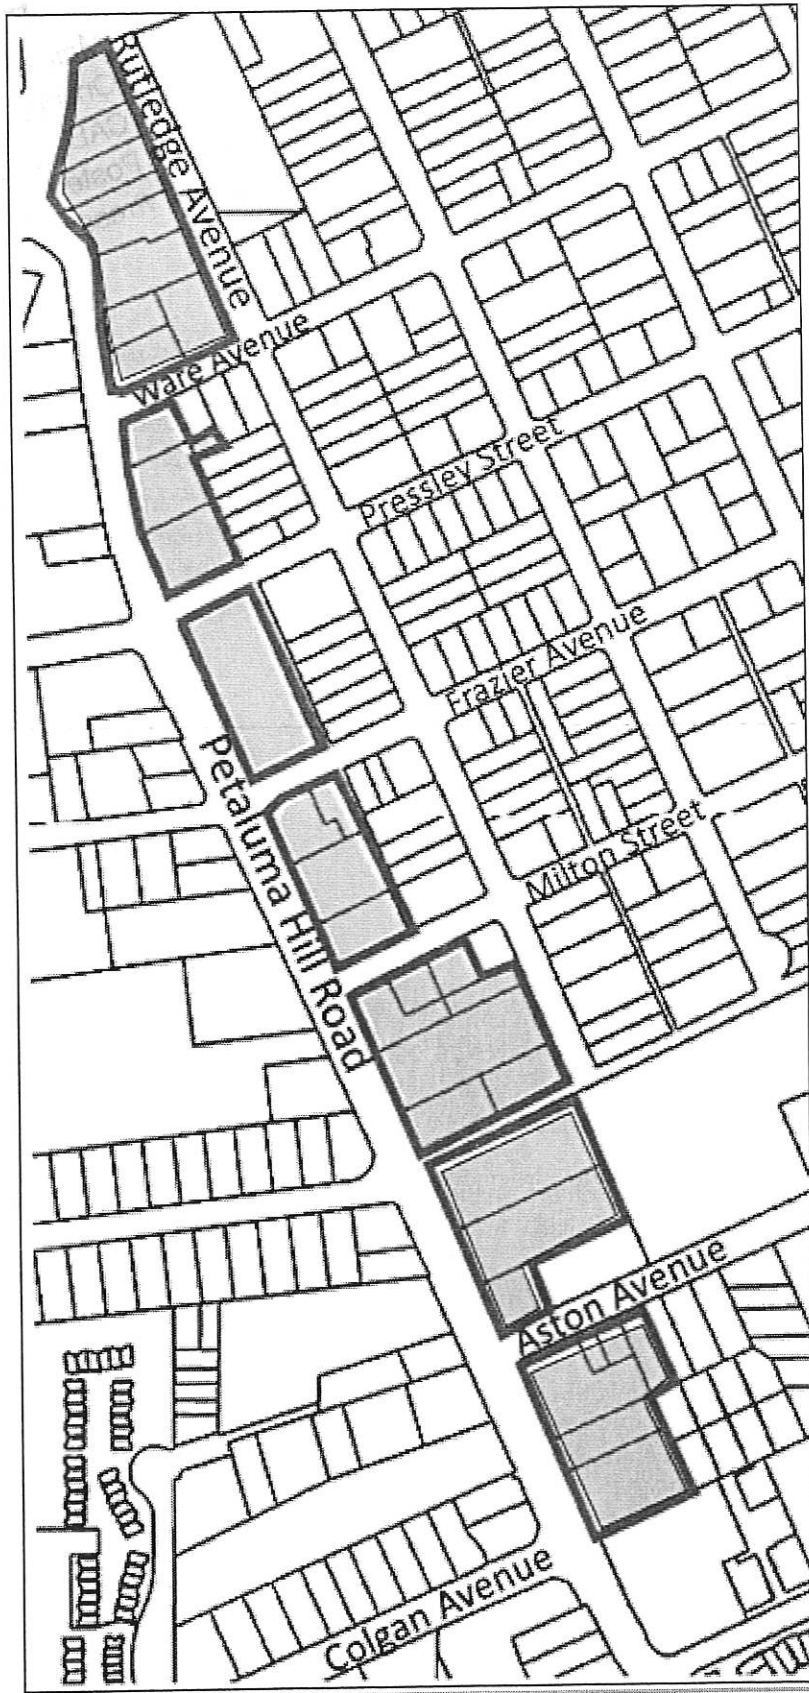 Rutledge Avenue
Ware Avenue
Pressley Street
Frazier Avenue
Petaluma Hill Road
Milton Street
Aston Avenue
Colgan Avenue